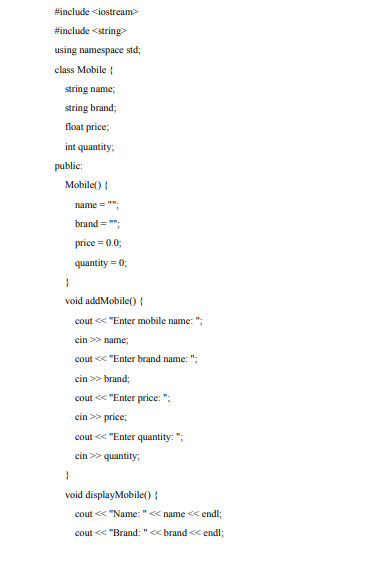 #include <iostream>
#include <string>
using namespace std;
class Mobile {
string name;
string brand;
float price;
int quantity;
public:
Mobile() {
name = "";
brand = "";
price = 0.0;
quantity = 0;
}
void addMobile() {
cout << "Enter mobile name: ";
cin >> name;
cout << "Enter brand name: ";
cin >> brand;
cout << "Enter price: ";
cin >> price;
cout << "Enter quantity: ";
cin >> quantity;
}
void displayMobile() {
cout << "Name: " << name << endl;
cout << "Brand: " << brand << endl;